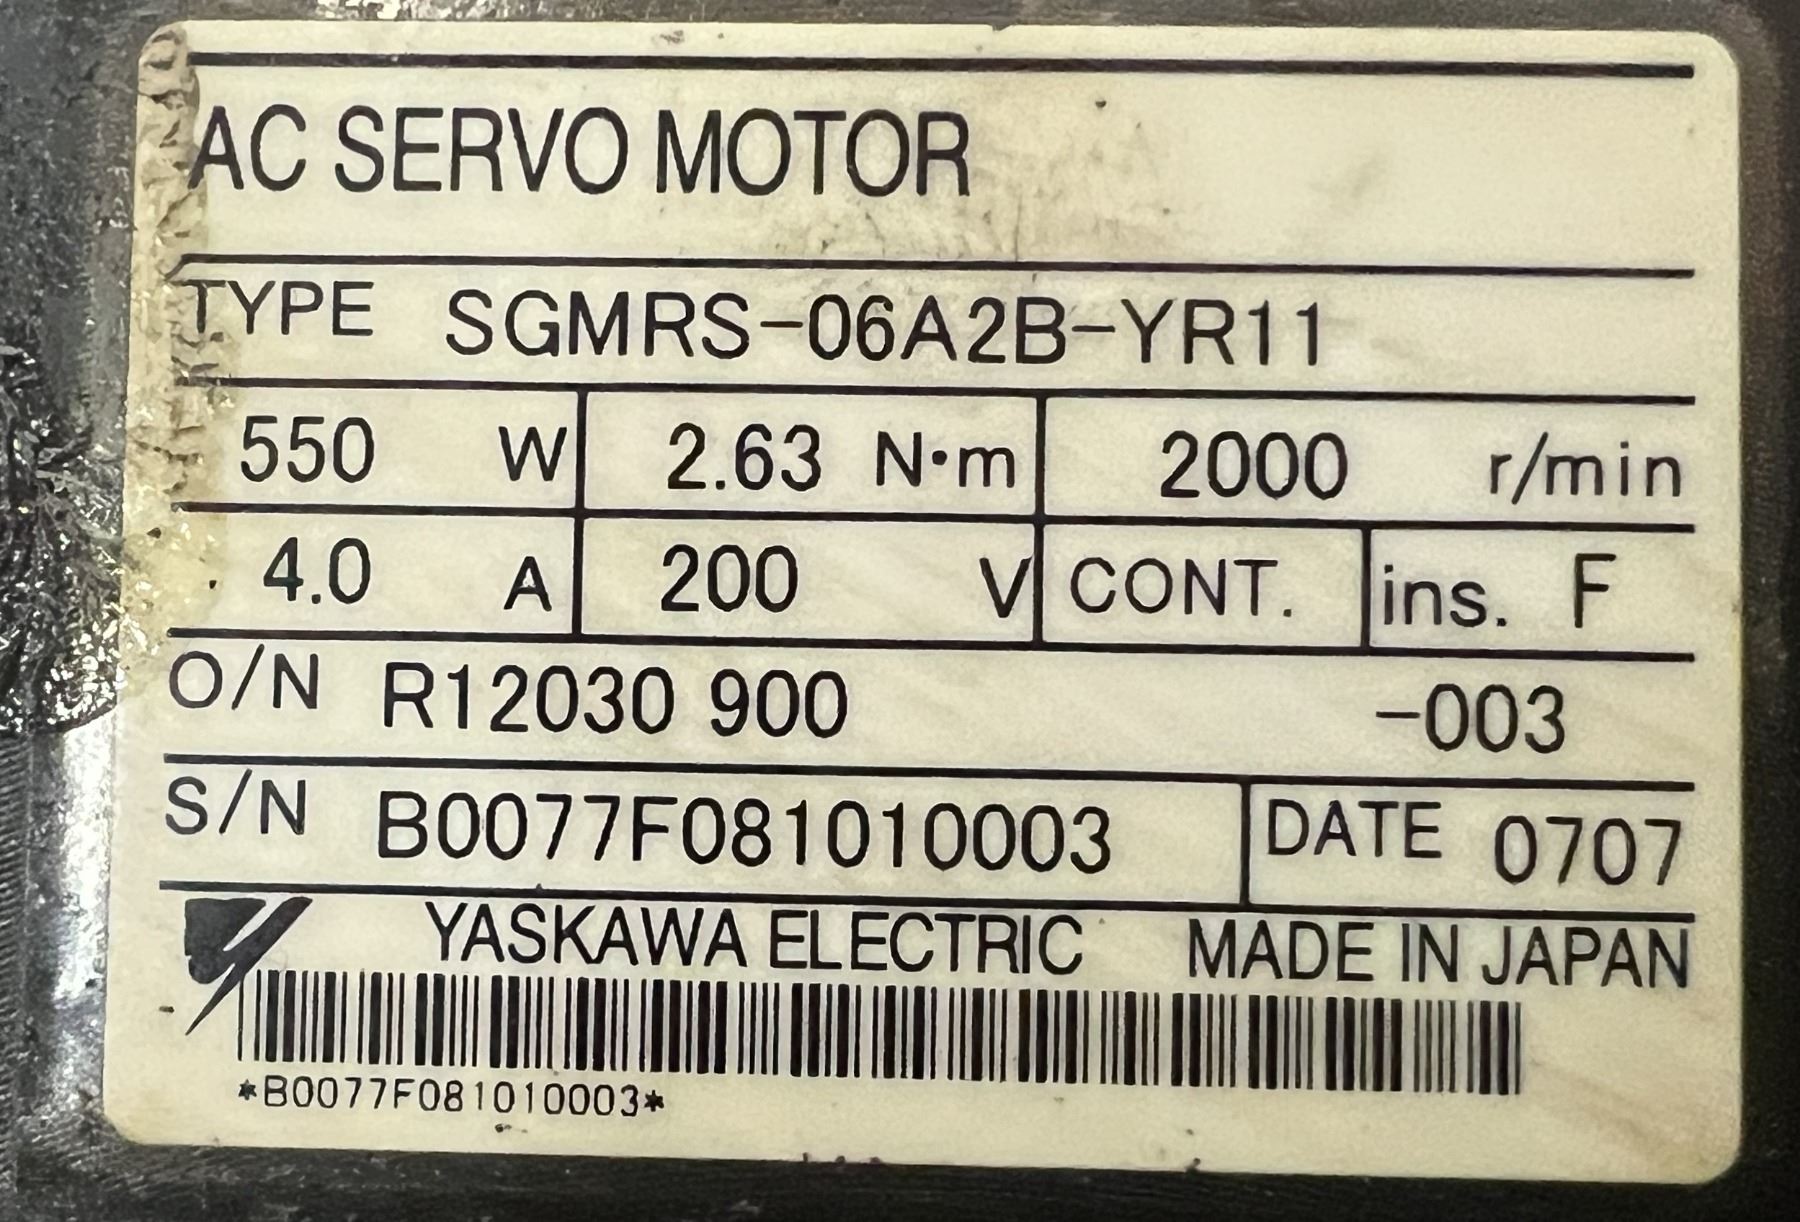 AC SERVO MOTOR
TYPE SGMRS-06A2B-YR11
550 W 2.63 N·m 2000 r/min
4.0 A 200 V CONT. ins. F
O/N R12030 900 -003
S/N B0077F081010003 DATE 0707
YASKAWA ELECTRIC MADE IN JAPAN
*B0077F081010003*